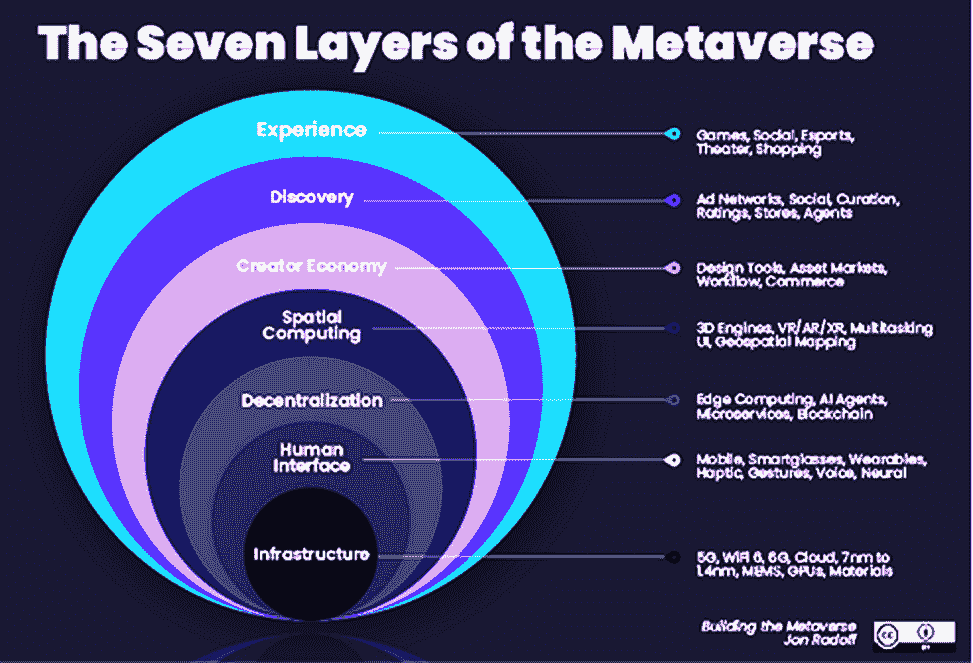 The Seven Layers of the Metaverse
Experience
Games, Social, Esports,
Theater, Shopping
Discovery
Ad Networks, Social, Curation,
Ratings, Stores, Agents
Creator Economy
Design Tools, Asset Markets,
Workflow, Commerce
Spatial
Computing
3D Engines, VR/AR/XR, Multitasking
UI, Geospatial Mapping
Decentralization
Edge Computing, AI Agents,
Microservices, Blockchain
Human
Interface
Mobile, Smartglasses, Wearables,
Haptic, Gestures, Voice, Neural
Infrastructure
5G, WiFi 6, 6G, Cloud, 7nm to
1.4nm, MEMS, GPUs, Materials
Building the Metaverse
Jon Radoff
cc
BY